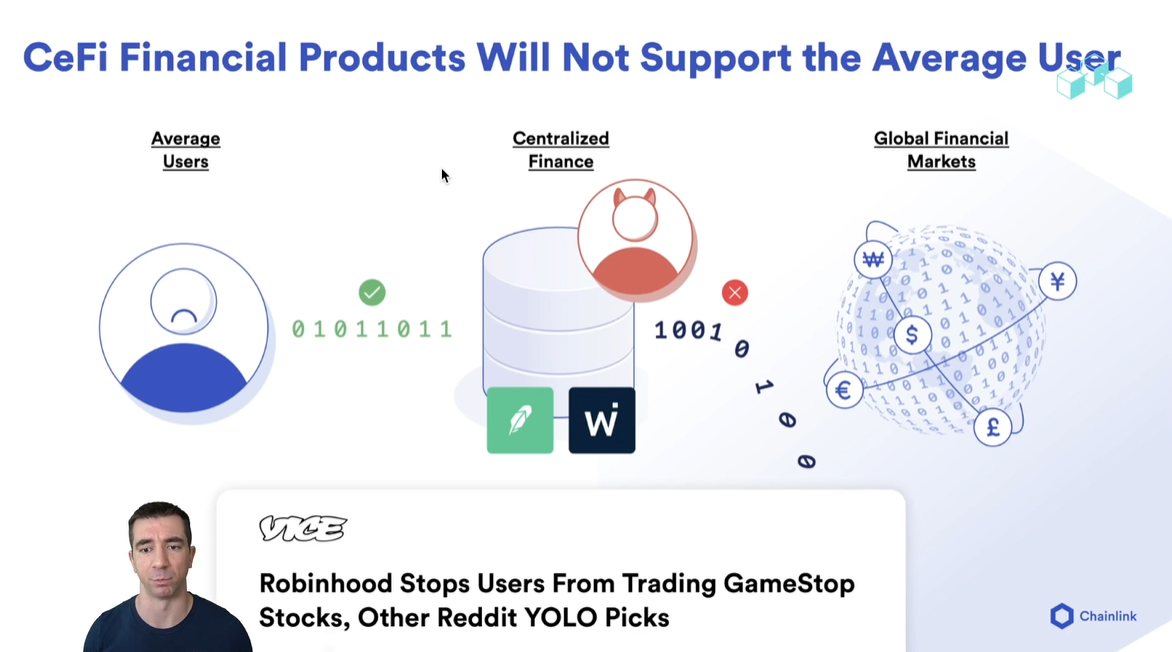 CeFi Financial Products Will Not Support the Average User
Average
Users
Centralized
Finance
Global Financial
Markets
01011011
1001
0
1
0
0
₩
¥
$
€
£
W
VICE
Robinhood Stops Users From Trading GameStop
Stocks, Other Reddit YOLO Picks
Chainlink